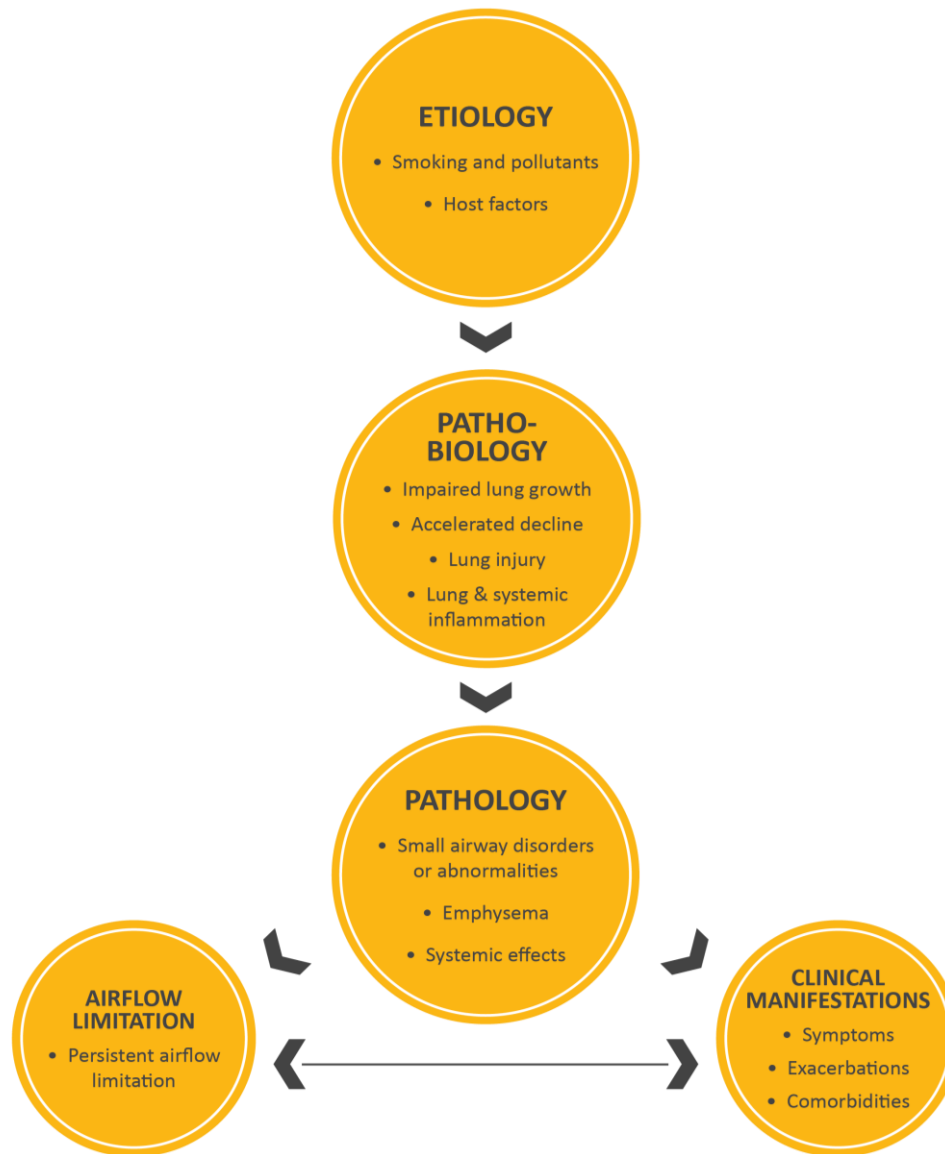 ETIOLOGY
• Smoking and pollutants
• Host factors
PATHO-
BIOLOGY
• Impaired lung growth
• Accelerated decline
• Lung injury
• Lung & systemic
inflammation
PATHOLOGY
• Small airway disorders
or abnormalities
• Emphysema
• Systemic effects
AIRFLOW
LIMITATION
• Persistent airflow
limitation
CLINICAL
MANIFESTATIONS
• Symptoms
• Exacerbations
• Comorbidities